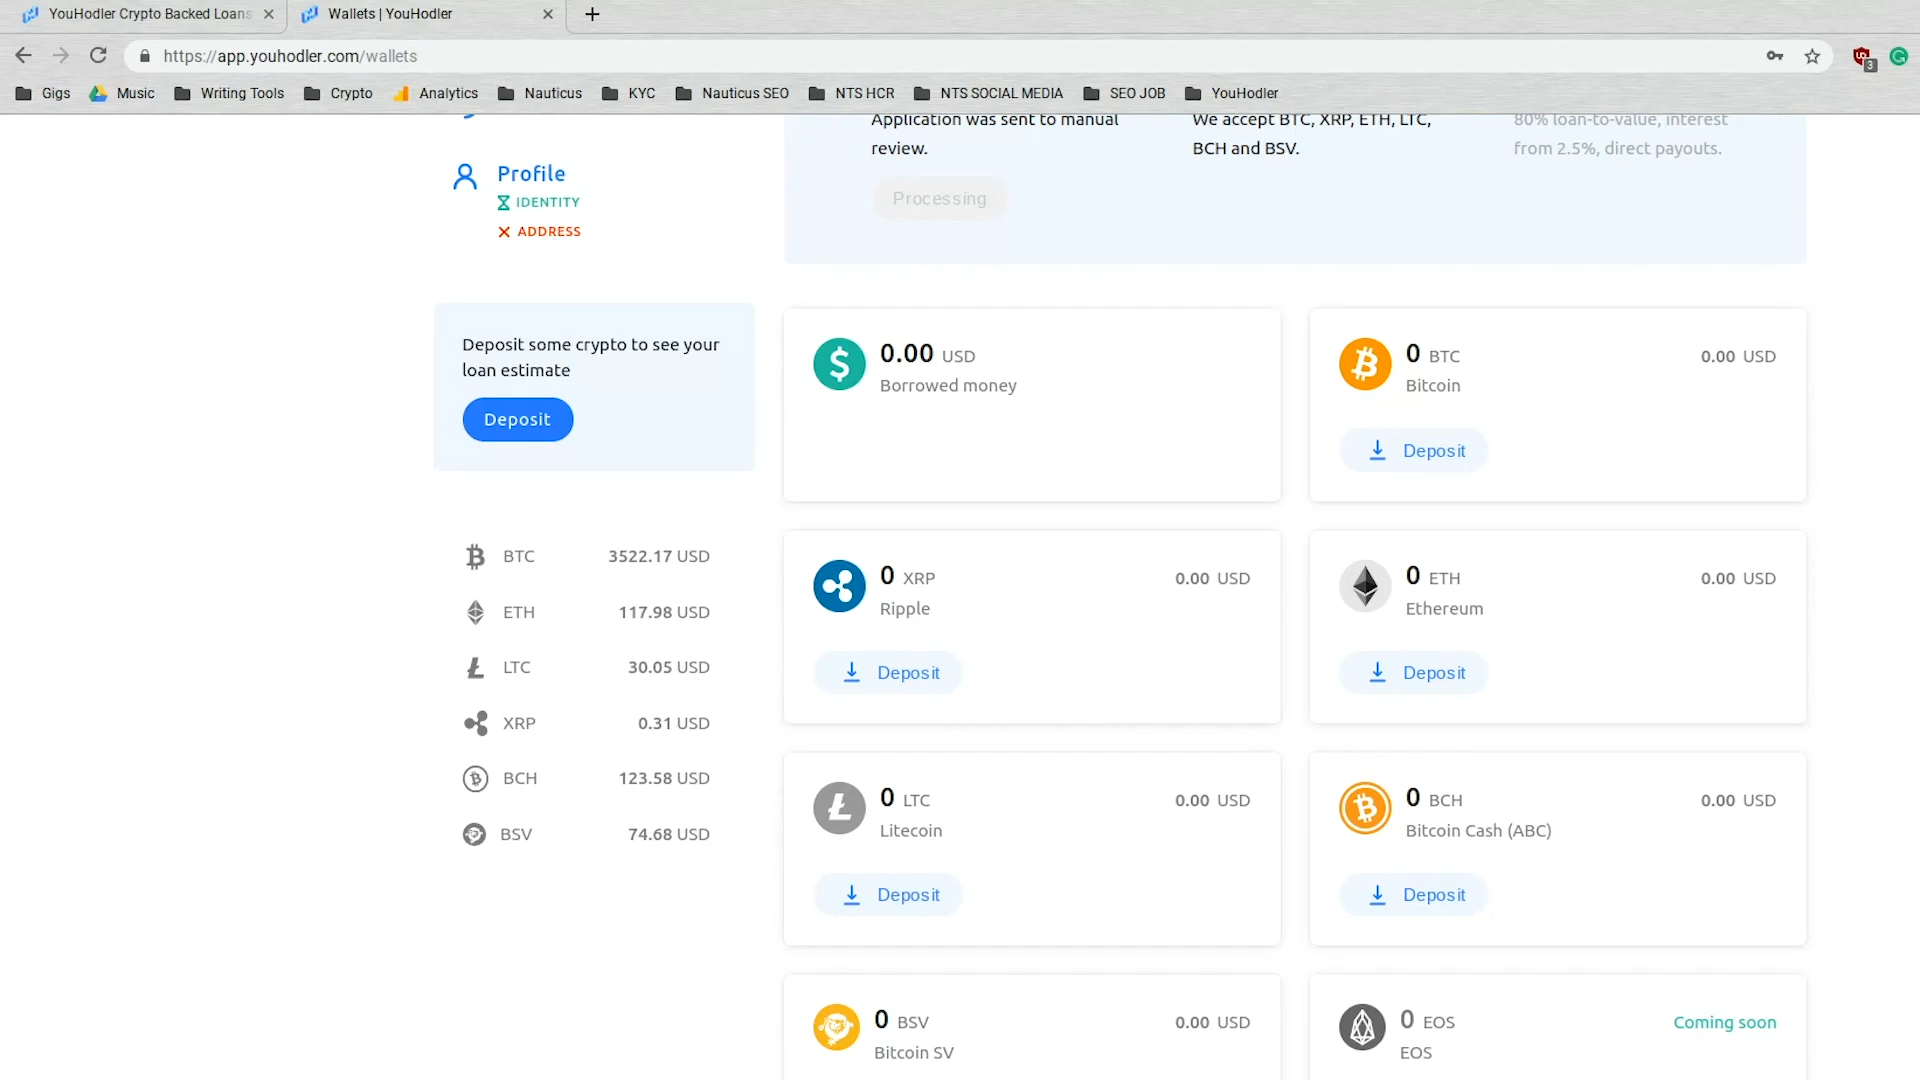 YouHodler Crypto Backed Loans
Wallets | YouHodler
https://app.youhodler.com/wallets
3
Gigs
Music
Writing Tools
Crypto
Analytics
Nauticus
KYC
Nauticus SEO
NTS HCR
NTS SOCIAL MEDIA
SEO JOB
YouHodler
Application was sent to manual
review.
Processing
We accept BTC, XRP, ETH, LTC,
BCH and BSV.
80% loan-to-value, interest
from 2.5%, direct payouts.
Profile
IDENTITY
ADDRESS
Deposit some crypto to see your
loan estimate
Deposit
BTC 3522.17 USD
ETH 117.98 USD
LTC 30.05 USD
XRP 0.31 USD
BCH 123.58 USD
BSV 74.68 USD
0.00 USD
Borrowed money
0 BTC 0.00 USD
Bitcoin
Deposit
0 XRP 0.00 USD
Ripple
Deposit
0 ETH 0.00 USD
Ethereum
Deposit
0 LTC 0.00 USD
Litecoin
Deposit
0 BCH 0.00 USD
Bitcoin Cash (ABC)
Deposit
0 BSV 0.00 USD
Bitcoin SV
0 EOS Coming soon
EOS